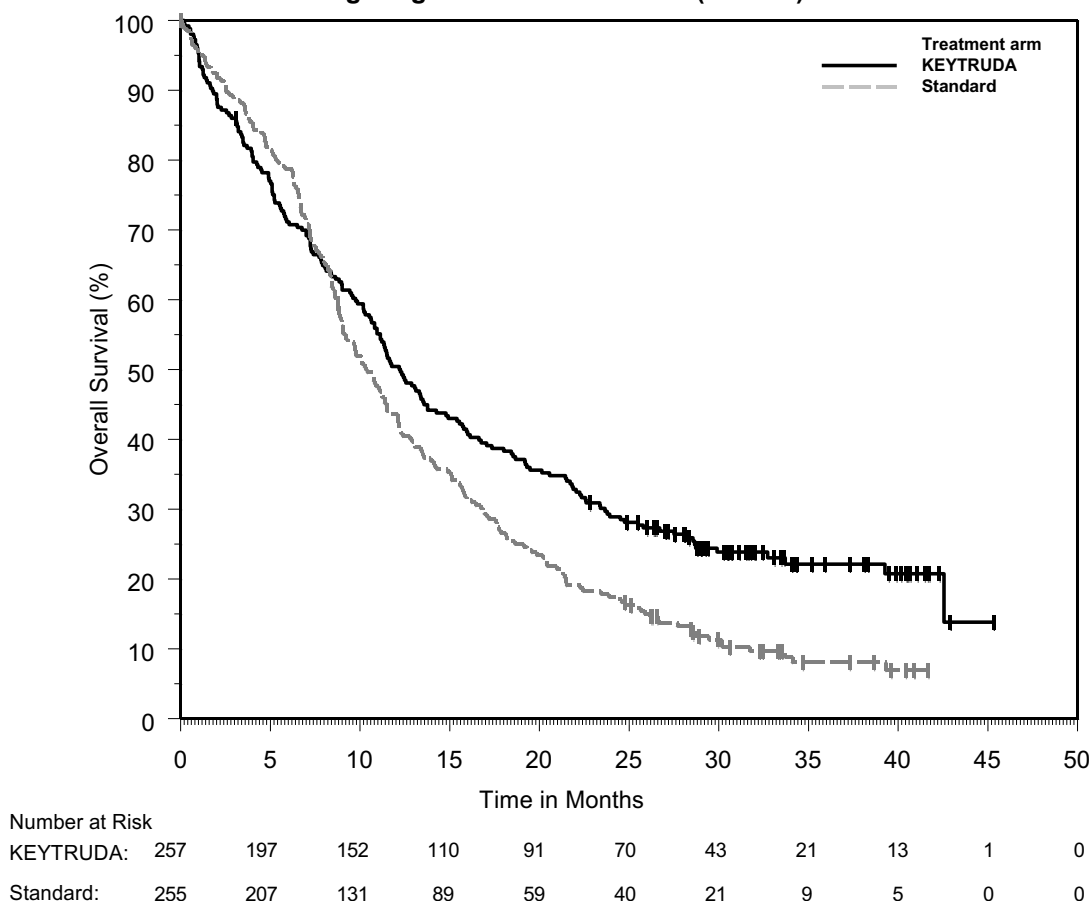 Treatment arm
KEYTRUDA
Standard
Overall Survival (%)
100
90
80
70
60
50
40
30
20
10
0
0 5 10 15 20 25 30 35 40 45 50
Time in Months
Number at Risk
KEYTRUDA: 257 197 152 110 91 70 43 21 13 1 0
Standard: 255 207 131 89 59 40 21 9 5 0 0